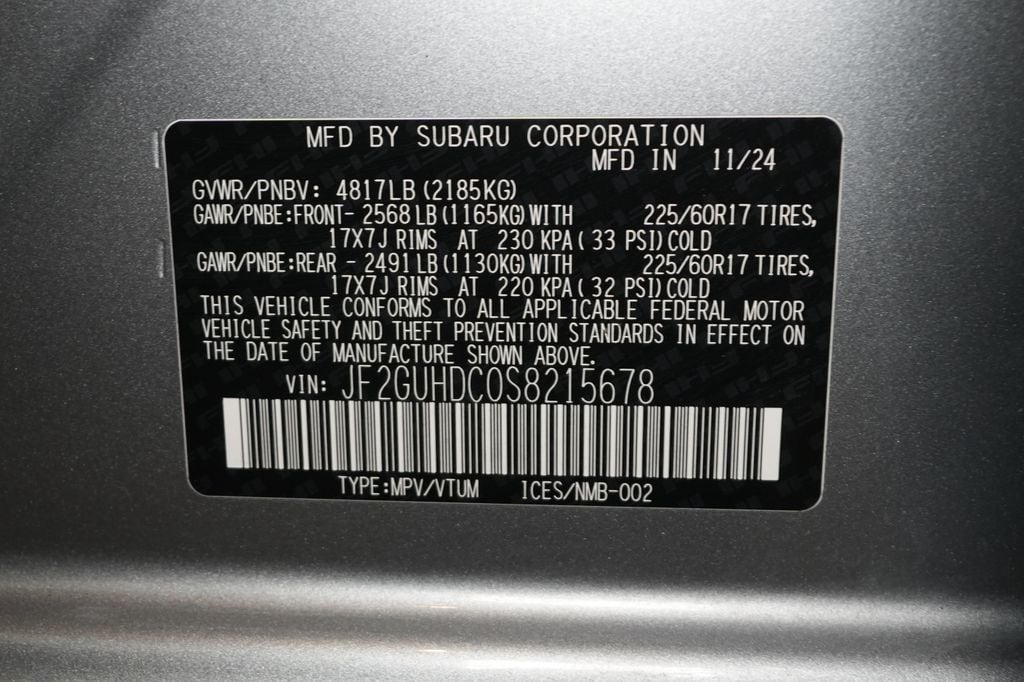 MFD BY SUBARU CORPORATION
MFD IN 11/24
GVWR/PNBV: 4817LB (2185KG)
GAWR/PNBE:FRONT- 2568 LB (1165KG) WITH 225/60R17 TIRES,
17X7J RIMS AT 230 KPA ( 33 PSI) COLD
GAWR/PNBE:REAR - 2491 LB (1130KG) WITH 225/60R17 TIRES,
17X7J RIMS AT 220 KPA ( 32 PSI) COLD
THIS VEHICLE CONFORMS TO ALL APPLICABLE FEDERAL MOTOR
VEHICLE SAFETY AND THEFT PREVENTION STANDARDS IN EFFECT ON
THE DATE OF MANUFACTURE SHOWN ABOVE.
VIN: JF2GUHDC0S8215678
TYPE:MPV/VTUM ICES/NMB-002